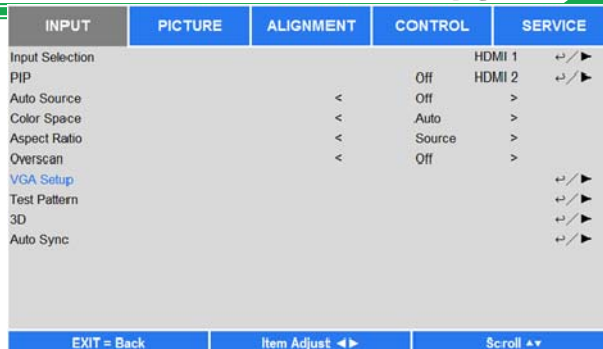 INPUT PICTURE ALIGNMENT CONTROL SERVICE
Input Selection HDMI 1 ↵/►
PIP Off HDMI 2 ↵/►
Auto Source < Off >
Color Space < Auto >
Aspect Ratio < Source >
Overscan < Off >
VGA Setup ↵/►
Test Pattern ↵/►
3D ↵/►
Auto Sync ↵/►
EXIT = Back Item Adjust ◄► Scroll ▲▼